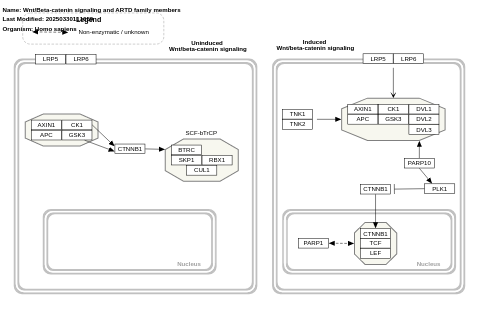 Name: Wnt/Beta-catenin signaling and ARTD family members
Last Modified: 20250330
Legend
Organism: Homo sapiens
Non-enzymatic / unknown
Uninduced
Wnt/beta-catenin signaling
Induced
Wnt/beta-catenin signaling
LRP5 LRP6
LRP5 LRP6
AXIN1 CK1
APC GSK3
CTNNB1
SCF-bTrCP
BTRC
SKP1 RBX1
CUL1
TNK1
TNK2
AXIN1 CK1 DVL1
APC GSK3 DVL2
DVL3
PARP10
CTNNB1
PLK1
PARP1
CTNNB1
TCF
LEF
Nucleus
Nucleus